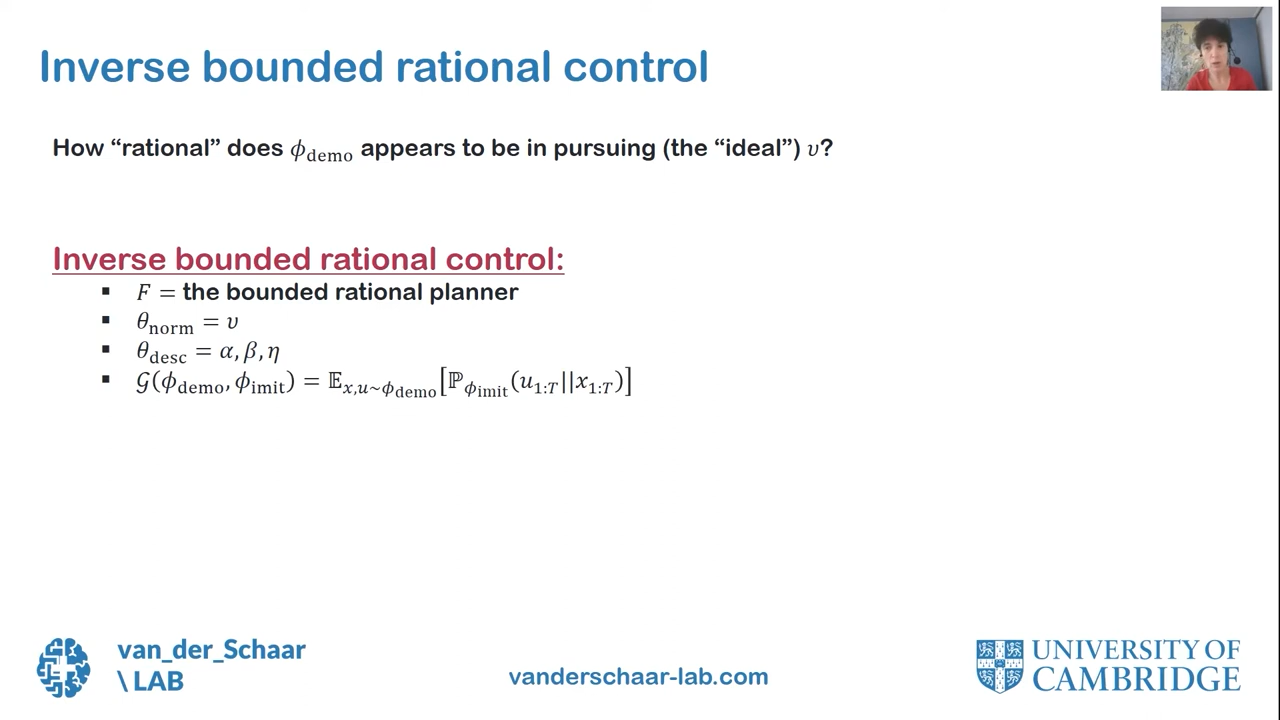 Inverse bounded rational control
How “rational” does ϕ_demo appears to be in pursuing (the “ideal”) υ?
Inverse bounded rational control:
▪ F = the bounded rational planner
▪ θ_norm = υ
▪ θ_desc = α, β, η
▪ 𝒢(ϕ_demo, ϕ_imit) = 𝔼_{x,u~ϕ_demo}[ℙ_{ϕ_imit}(u_{1:T}||x_{1:T})]
van_der_Schaar
\ LAB
vanderschaar-lab.com
UNIVERSITY OF
CAMBRIDGE